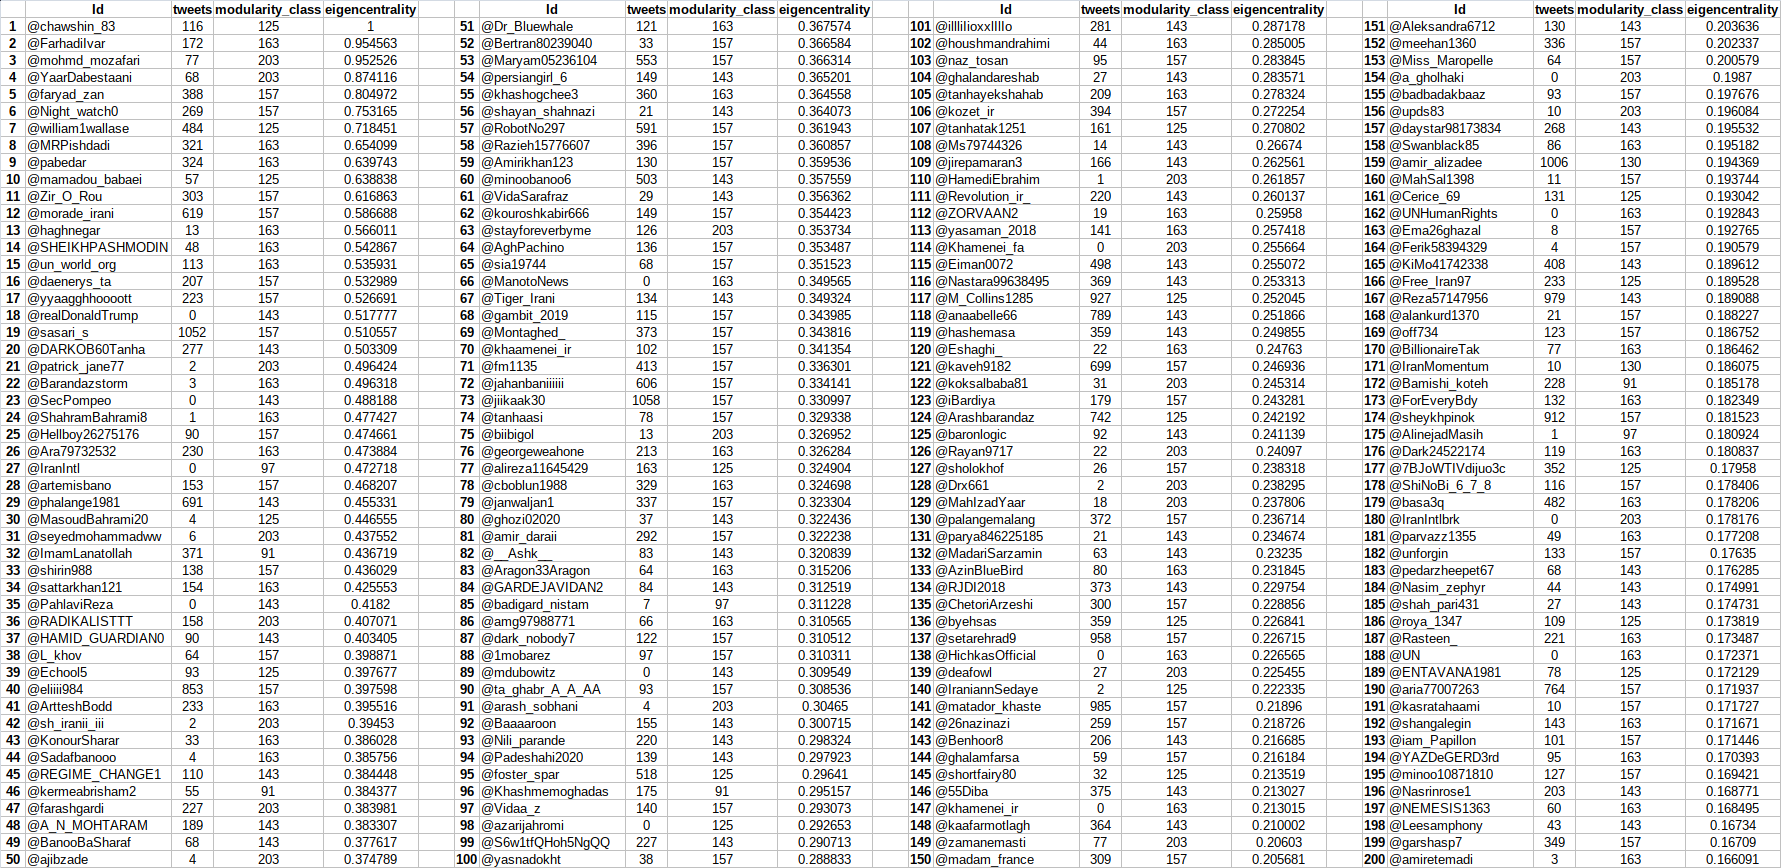 Id tweets modularity_class eigencentrality Id tweets modularity_class eigencentrality Id tweets modularity_class eigencentrality Id tweets modularity_class eigencentrality
1 @chawshin_83 116 125 1 51 @Dr_Bluewhale 121 163 0.367574 101 @illliIioxxIIIIo 281 143 0.287178 151 @Aleksandra6712 130 143 0.203636
2 @FarhadiIvar 172 163 0.954563 52 @Bertran80239040 33 157 0.366584 102 @houshmandrahimi 44 163 0.285005 152 @meehan1360 336 157 0.202337
3 @mohmd_mozafari 77 203 0.952526 53 @Maryam05236104 553 157 0.366314 103 @naz_tosan 95 157 0.283845 153 @Miss_Maropelle 64 157 0.200579
4 @YaarDabestaani 68 203 0.874116 54 @persiangirl_6 149 143 0.365201 104 @ghalandareshab 27 143 0.283571 154 @a_gholhaki 0 203 0.1987
5 @faryad_zan 388 157 0.804972 55 @khashogchee3 360 163 0.364558 105 @tanhayekshahab 209 163 0.278324 155 @badbadakbaaz 93 157 0.197676
6 @Night_watch0 269 157 0.753165 56 @shayan_shahnazi 21 143 0.364073 106 @kozet_ir 394 157 0.272254 156 @upds83 10 203 0.196084
7 @william1wallase 484 125 0.718451 57 @RobotNo297 591 157 0.361943 107 @tanhatak1251 161 125 0.270802 157 @daystar98173834 268 143 0.195532
8 @MRPishdadi 321 163 0.654099 58 @Razieh15776607 396 157 0.360857 108 @Ms79744326 14 143 0.26674 158 @Swanblack85 86 163 0.195182
9 @pabedar 324 163 0.639743 59 @Amirikhan123 130 157 0.359536 109 @jirepamaran3 166 143 0.262561 159 @amir_alizadee 1006 130 0.194369
10 @mamadou_babaei 57 125 0.638838 60 @minoobanoo6 503 143 0.357559 110 @HamediEbrahim 1 203 0.261857 160 @MahSal1398 11 157 0.193744
11 @Zir_O_Rou 303 157 0.616863 61 @VidaSarafraz 29 143 0.356362 111 @Revolution_ir_ 220 143 0.260137 161 @Cerice_69 131 125 0.193042
12 @morade_irani 619 157 0.586688 62 @kouroshkabir666 149 157 0.354423 112 @ZORVAAN2 19 163 0.25958 162 @UNHumanRights 0 163 0.192843
13 @haghnegar 13 163 0.566011 63 @stayforeverbyme 126 203 0.353734 113 @yasaman_2018 141 163 0.257418 163 @Ema26ghazal 8 157 0.192765
14 @SHEIKHPASHMODIN 48 163 0.542867 64 @AghPachino 136 157 0.353487 114 @Khamenei_fa 0 203 0.255664 164 @Ferik58394329 4 157 0.190579
15 @un_world_org 113 163 0.535931 65 @sia19744 68 157 0.351523 115 @Eiman0072 498 143 0.255072 165 @KiMo41742338 408 143 0.189612
16 @daenerys_ta 207 157 0.532989 66 @ManotoNews 0 163 0.349565 116 @Nastara99638495 369 143 0.253313 166 @Free_Iran97 233 125 0.189528
17 @yyaagghhoooott 223 157 0.526691 67 @Tiger_Irani 134 143 0.349324 117 @M_Collins1285 927 125 0.252045 167 @Reza57147956 979 143 0.189088
18 @realDonaldTrump 0 143 0.517777 68 @gambit_2019 115 157 0.343985 118 @anaabelle66 789 143 0.251866 168 @alankurd1370 21 157 0.188227
19 @sasari_s 1052 157 0.510557 69 @Montaghed_ 373 157 0.343816 119 @hashemasa 359 143 0.249855 169 @off734 123 157 0.186752
20 @DARKOB60Tanha 277 143 0.503309 70 @khaamenei_ir 102 157 0.341354 120 @Eshaghi_ 22 163 0.24763 170 @BillionaireTak 77 163 0.186462
21 @patrick_jane77 2 203 0.496424 71 @fm1135 413 157 0.336301 121 @kaveh9182 699 157 0.246936 171 @IranMomentum 10 130 0.186075
22 @Barandazstorm 3 163 0.496318 72 @jahanbaniiiiii 606 157 0.334141 122 @koksalbaba81 31 203 0.245314 172 @Bamishi_koteh 228 91 0.185178
23 @SecPompeo 0 143 0.488188 73 @jiikaak30 1058 157 0.330997 123 @iBardiya 179 157 0.243281 173 @ForEveryBdy 132 163 0.182349
24 @ShahramBahrami8 1 163 0.477427 74 @tanhaasi 78 157 0.329338 124 @Arashbarandaz 742 125 0.242192 174 @sheykhpinok 912 157 0.181523
25 @Hellboy26275176 90 157 0.474661 75 @biibigol 13 203 0.326952 125 @baronlogic 92 143 0.241139 175 @AlinejadMasih 1 97 0.180924
26 @Ara79732532 230 163 0.473884 76 @georgeweahone 213 163 0.326284 126 @Rayan9717 22 203 0.24097 176 @Dark24522174 119 163 0.180837
27 @IranIntl 0 97 0.472718 77 @alireza11645429 163 125 0.324904 127 @sholokhof 26 157 0.238318 177 @7BJoWTIVdijuo3c 352 125 0.17958
28 @artemisbano 153 157 0.468207 78 @cboblun1988 329 163 0.324698 128 @Drx661 2 203 0.238295 178 @ShiNoBi_6_7_8 116 157 0.178406
29 @phalange1981 691 143 0.455331 79 @janwaljan1 337 157 0.323304 129 @MahIzadYaar 18 203 0.237806 179 @basa3q 482 163 0.178206
30 @MasoudBahrami20 4 125 0.446555 80 @ghozi02020 37 143 0.322436 130 @palangemalang 372 157 0.236714 180 @IranIntlbrk 0 203 0.178176
31 @seyedmohammadww 6 203 0.437552 81 @amir_daraii 292 157 0.322238 131 @parya846225185 21 143 0.234674 181 @parvazz1355 49 163 0.177208
32 @ImamLanatollah 371 91 0.436719 82 @__Ashk__ 83 143 0.320839 132 @MadariSarzamin 63 143 0.23235 182 @unforgin 133 157 0.17635
33 @shirin988 138 157 0.436029 83 @Aragon33Aragon 64 163 0.315206 133 @AzinBlueBird 80 163 0.231845 183 @pedarzheepet67 68 143 0.176285
34 @sattarkhan121 154 163 0.425553 84 @GARDEJAVIDAN2 84 143 0.312519 134 @RJDI2018 373 143 0.229754 184 @Nasim_zephyr 44 143 0.174991
35 @PahlaviReza 0 143 0.4182 85 @badigard_nistam 7 97 0.311228 135 @ChetoriArzeshi 300 157 0.228856 185 @shah_pari431 27 143 0.174731
36 @RADIKALISTTT 158 203 0.407071 86 @amg97988771 66 163 0.310565 136 @byehsas 359 125 0.226841 186 @roya_1347 109 125 0.173819
37 @HAMID_GUARDIAN0 90 143 0.403405 87 @dark_nobody7 122 157 0.310512 137 @setarehrad9 958 157 0.226715 187 @Rasteen_ 221 163 0.173487
38 @L_khov 64 157 0.398871 88 @1mobarez 97 157 0.310311 138 @HichkasOfficial 0 163 0.226565 188 @UN 0 163 0.172371
39 @Echool5 93 125 0.397677 89 @mdubowitz 0 143 0.309549 139 @deafowl 27 203 0.225455 189 @ENTAVANA1981 78 125 0.172129
40 @eliiii984 853 157 0.397598 90 @ta_ghabr_A_A_AA 93 157 0.308536 140 @IraniannSedaye 2 125 0.222335 190 @aria77007263 764 157 0.171937
41 @ArtteshBodd 233 163 0.395516 91 @arash_sobhani 4 203 0.30465 141 @matador_khaste 985 157 0.21896 191 @kasratahaami 10 157 0.171727
42 @sh_iranii_iii 2 203 0.39453 92 @Baaaaroon 155 143 0.300715 142 @26nazinazi 259 157 0.218726 192 @shangalegin 143 163 0.171671
43 @KonourSharar 33 163 0.386028 93 @Nili_parande 220 143 0.298324 143 @Benhoor8 206 143 0.216685 193 @iam_Papillon 101 157 0.171446
44 @Sadafbanooo 4 163 0.385756 94 @Padeshahi2020 139 143 0.297923 144 @ghalamfarsa 59 157 0.216184 194 @YAZDeGERD3rd 95 163 0.170393
45 @REGIME_CHANGE1 110 143 0.384448 95 @foster_spar 518 125 0.29641 145 @shortfairy80 32 125 0.213519 195 @minoo10871810 127 157 0.169421
46 @kermeabrisham2 55 91 0.384377 96 @Khashmemoghadas 175 91 0.295157 146 @55Diba 375 143 0.213027 196 @Nasrinrose1 203 143 0.168771
47 @farashgardi 227 203 0.383981 97 @Vidaa_z 140 157 0.293073 147 @khamenei_ir 0 163 0.213015 197 @NEMESIS1363 60 163 0.168495
48 @A_N_MOHTARAM 189 143 0.383307 98 @azarijahromi 0 125 0.292653 148 @kaafarmotlagh 364 143 0.210002 198 @Leesamphony 43 143 0.16734
49 @BanooBaSharaf 68 143 0.377617 99 @S6w1tfQHoh5NgQQ 227 143 0.290713 149 @zamanemasti 77 203 0.20603 199 @garshasp7 349 157 0.16709
50 @ajibzade 4 203 0.374789 100 @yasnadokht 38 157 0.288833 150 @madam_france 309 157 0.205681 200 @amiretemadi 3 163 0.166091